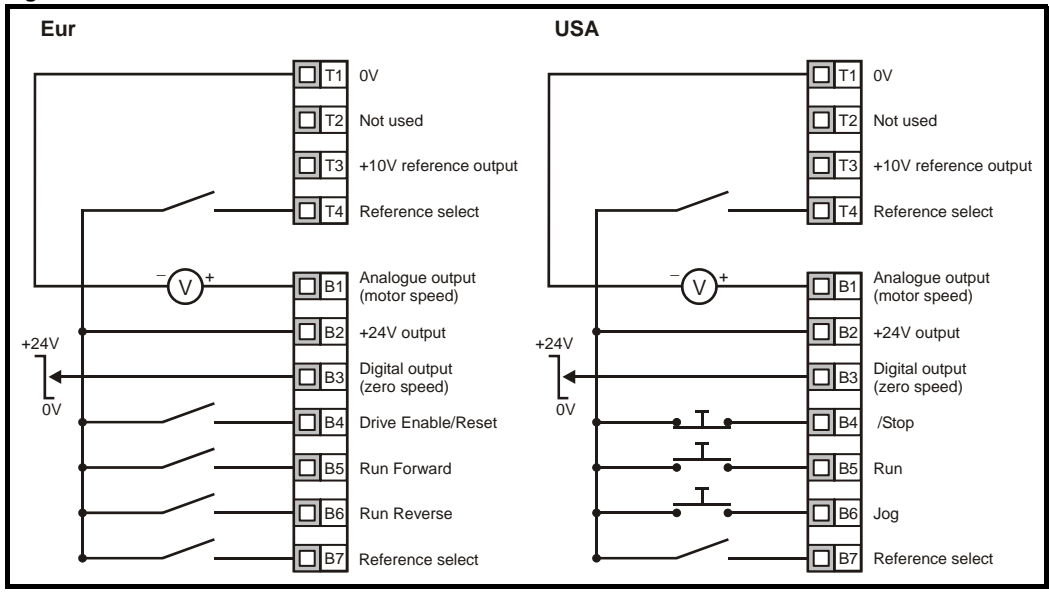 Eur
T1 0V
T2 Not used
T3 +10V reference output
T4 Reference select
− V +
B1 Analogue output
(motor speed)
B2 +24V output
+24V
B3 Digital output
(zero speed)
0V
B4 Drive Enable/Reset
B5 Run Forward
B6 Run Reverse
B7 Reference select
USA
T1 0V
T2 Not used
T3 +10V reference output
T4 Reference select
− V +
B1 Analogue output
(motor speed)
B2 +24V output
+24V
B3 Digital output
(zero speed)
0V
B4 /Stop
B5 Run
B6 Jog
B7 Reference select